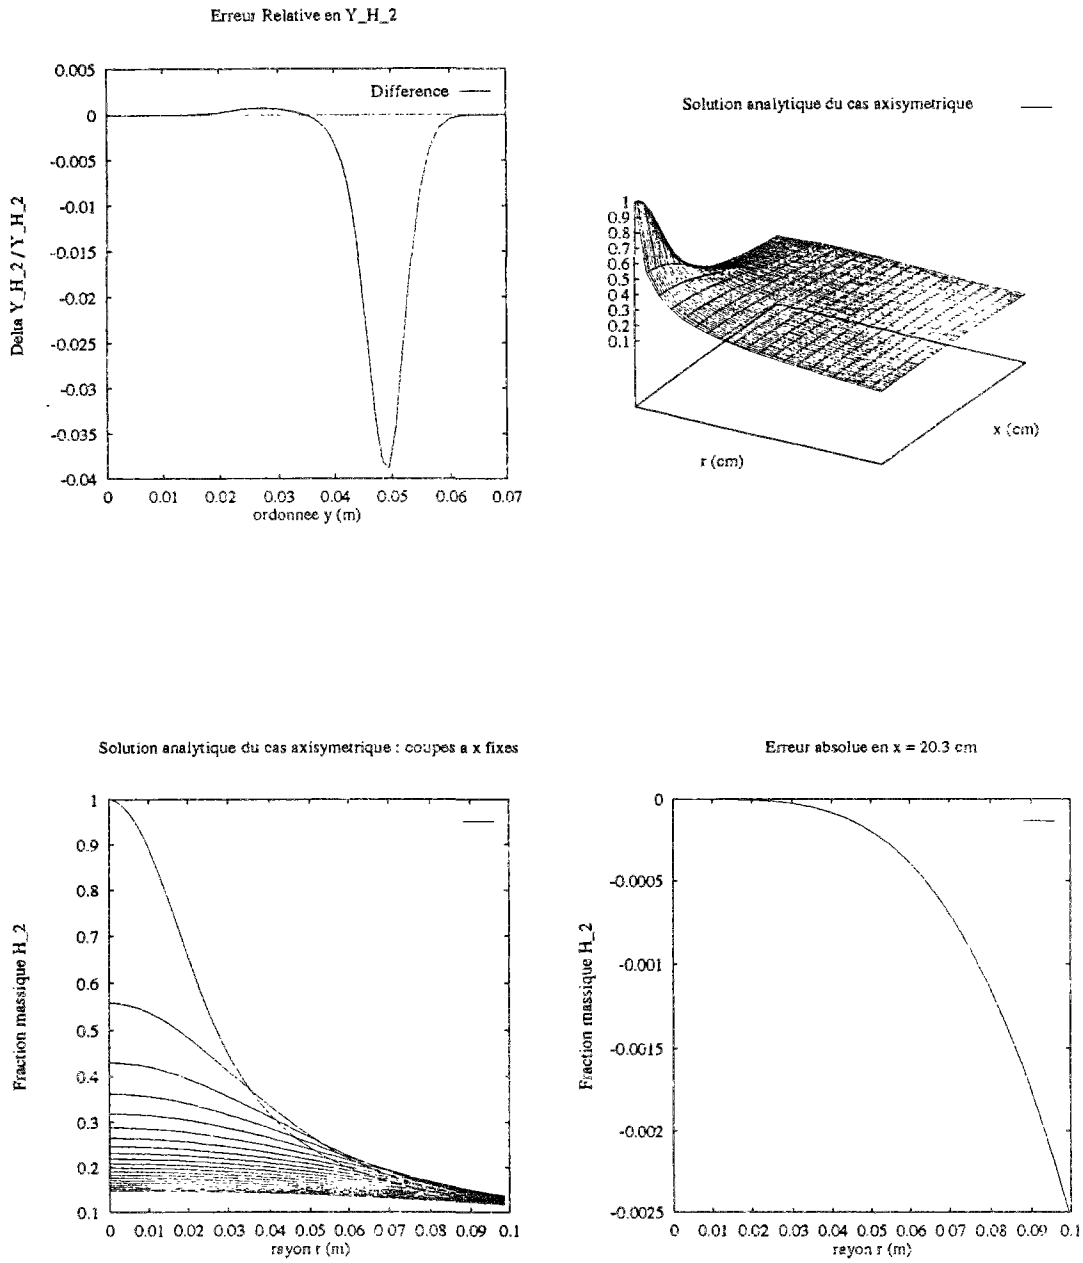 Erreur Relative en Y_H_2
0.005
0
-0.005
-0.01
-0.015
-0.02
-0.025
-0.03
-0.035
-0.04
Difference
Delta Y_H_2 / Y_H_2
0 0.01 0.02 0.03 0.04 0.05 0.06 0.07
ordonnee y (m)
Solution analytique du cas axisymetrique
1
0.9
0.8
0.7
0.6
0.5
0.4
0.3
0.2
0.1
r (cm)
x (cm)
Solution analytique du cas axisymetrique : coupes a x fixes
1
0.9
0.8
0.7
0.6
0.5
0.4
0.3
0.2
0.1
Fraction massique H_2
0 0.01 0.02 0.03 0.04 0.05 0.06 0.07 0.08 0.09 0.1
rayon r (m)
Erreur absolue en x = 20.3 cm
0
-0.0005
-0.001
-0.0015
-0.002
-0.0025
Fraction massique H_2
0 0.01 0.02 0.03 0.04 0.05 0.06 0.07 0.08 0.09 0.1
rayon r (m)